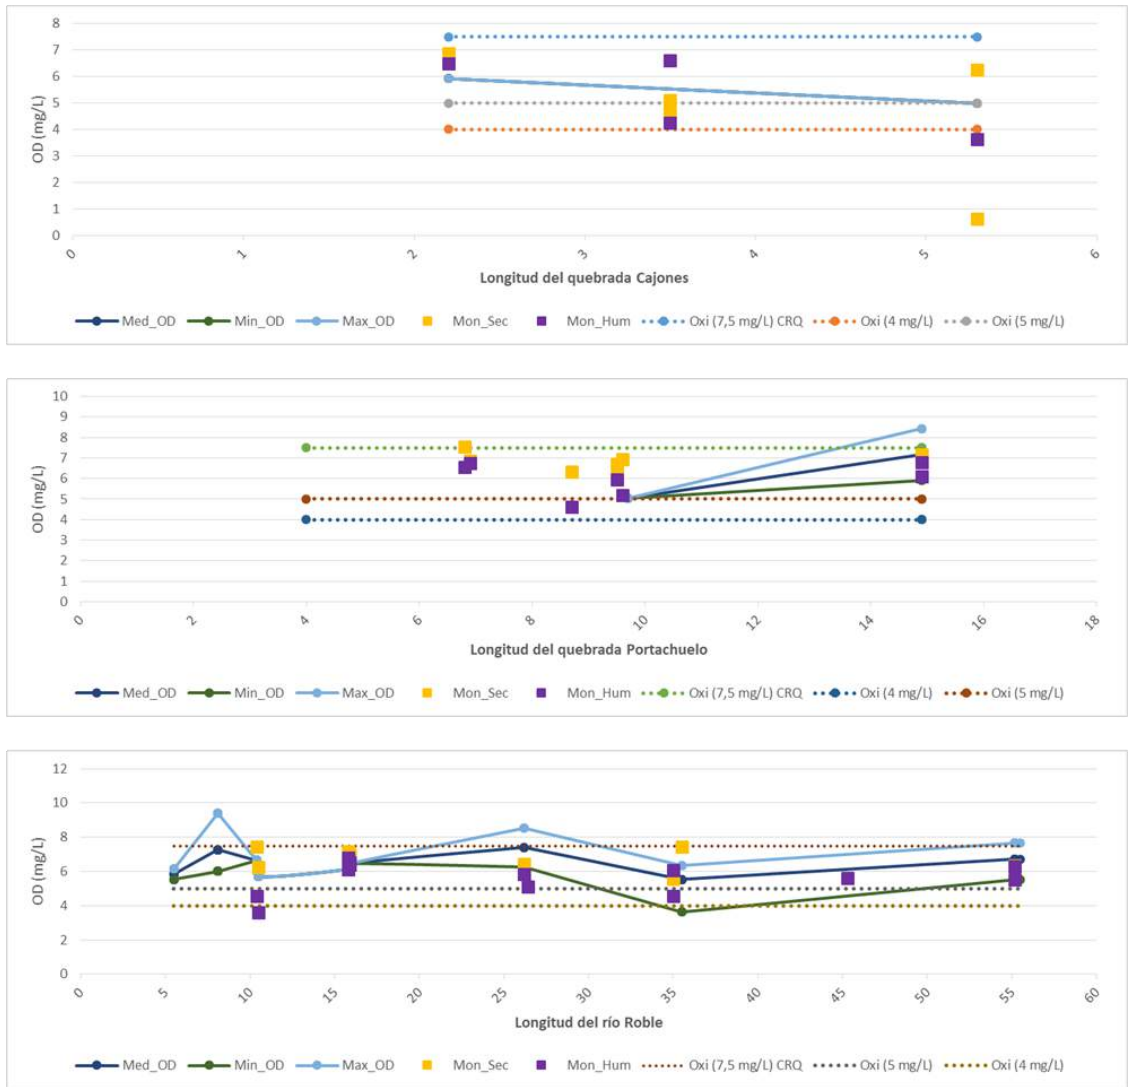 8
7
6
5
4
3
2
1
0
OD (mg/L)
0 1 2 3 4 5 6
Longitud del quebrada Cajones
Med_OD Min_OD Max_OD Mon_Sec Mon_Hum Oxi (7,5 mg/L) CRQ Oxi (4 mg/L) Oxi (5 mg/L)
10
9
8
7
6
5
4
3
2
1
0
OD (mg/L)
0 2 4 6 8 10 12 14 16 18
Longitud del quebrada Portachuelo
Med_OD Min_OD Max_OD Mon_Sec Mon_Hum Oxi (7,5 mg/L) CRQ Oxi (4 mg/L) Oxi (5 mg/L)
12
10
8
6
4
2
0
OD (mg/L)
0 5 10 15 20 25 30 35 40 45 50 55 60
Longitud del río Roble
Med_OD Min_OD Max_OD Mon_Sec Mon_Hum Oxi (7,5 mg/L) CRQ Oxi (5 mg/L) Oxi (4 mg/L)